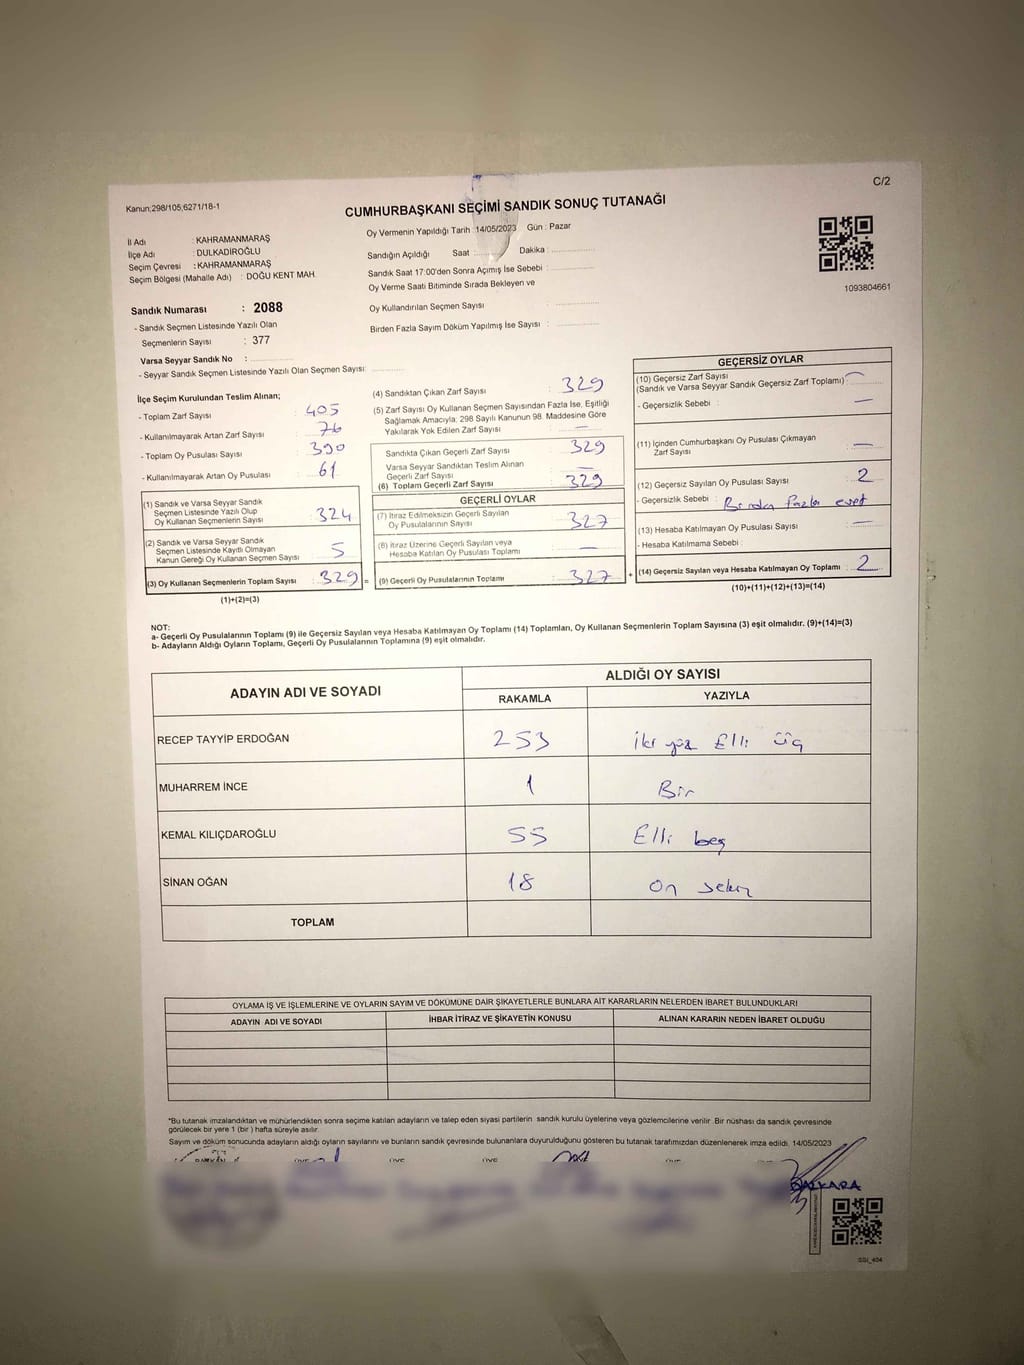 C/2
Kanun;298/105;6271/18-1
CUMHURBAŞKANI SEÇİMİ SANDIK SONUÇ TUTANAĞI
İl Adı : KAHRAMANMARAŞ
İlçe Adı : DULKADİROĞLU
Seçim Çevresi : KAHRAMANMARAŞ
Seçim Bölgesi (Mahalle Adı) : DOĞU KENT MAH.
Oy Vermenin Yapıldığı Tarih : 14/05/2023 Gün : Pazar
Sandığın Açıldığı Saat Dakika :
Sandık Saat 17:00'den Sonra Açımış İse Sebebi :
Oy Verme Saati Bitiminde Sırada Bekleyen ve
Oy Kullandırılan Seçmen Sayısı :
Birden Fazla Sayım Döküm Yapılmış İse Sayısı :
1093804661
Sandık Numarası : 2088
- Sandık Seçmen Listesinde Yazılı Olan
Seçmenlerin Sayısı : 377
Varsa Seyyar Sandık No :
- Seyyar Sandık Seçmen Listesinde Yazılı Olan Seçmen Sayısı:
İlçe Seçim Kurulundan Teslim Alınan;
- Toplam Zarf Sayısı : 405
- Kullanılmayarak Artan Zarf Sayısı : 76
- Toplam Oy Pusulası Sayısı : 390
- Kullanılmayarak Artan Oy Pusulası : 61
(1) Sandık ve Varsa Seyyar Sandık
Seçmen Listesinde Yazılı Olup
Oy Kullanan Seçmenlerin Sayısı : 324
(2) Sandık ve Varsa Seyyar Sandık
Seçmen Listesinde Kaydı Olmayan
Kanun Gereği Oy Kullanan Seçmen Sayısı : 5
(3) Oy Kullanan Seçmenlerin Toplam Sayısı : 329 =
(1)+(2)=(3)
(4) Sandıktan Çıkan Zarf Sayısı : 329
(5) Zarf Sayısı Oy Kullanan Seçmen Sayısından Fazla İse, Eşitliği
Sağlamak Amacıyla; 298 Sayılı Kanunun 98. Maddesine Göre
Yakılarak Yok Edilen Zarf Sayısı : —
Sandıkta Çıkan Geçerli Zarf Sayısı : 329
Varsa Seyyar Sandıktan Teslim Alınan
Geçerli Zarf Sayısı : —
(6) Toplam Geçerli Zarf Sayısı : 329
GEÇERLİ OYLAR
(7) İtiraz Edilmeksizin Geçerli Sayılan
Oy Pusulalarının Sayısı : 327
(8) İtiraz Üzerine Geçerli Sayılan veya
Hesaba Katılan Oy Pusulası Toplamı : —
(9) Geçerli Oy Pusulalarının Toplamı : 327 +
GEÇERSİZ OYLAR
(10) Geçersiz Zarf Sayısı
(Sandık ve Varsa Seyyar Sandık Geçersiz Zarf Toplamı) : —
- Geçersizlik Sebebi : —
(11) İçinden Cumhurbaşkanı Oy Pusulası Çıkmayan
Zarf Sayısı : —
(12) Geçersiz Sayılan Oy Pusulası Sayısı : 2
- Geçersizlik Sebebi : Birden fazla evet
(13) Hesaba Katılmayan Oy Pusulası Sayısı : —
- Hesaba Katılmama Sebebi :
(14) Geçersiz Sayılan veya Hesaba Katılmayan Oy Toplamı : 2
(10)+(11)+(12)+(13)=(14)
NOT:
a- Geçerli Oy Pusulalarının Toplamı (9) ile Geçersiz Sayılan veya Hesaba Katılmayan Oy Toplamı (14) Toplamları, Oy Kullanan Seçmenlerin Toplam Sayısına (3) eşit olmalıdır. (9)+(14)=(3)
b- Adayların Aldığı Oyların Toplamı, Geçerli Oy Pusulalarının Toplamına (9) eşit olmalıdır.
ADAYIN ADI VE SOYADI ALDIĞI OY SAYISI
RAKAMLA YAZIYLA
RECEP TAYYİP ERDOĞAN 253 İki yüz Elli üç
MUHARREM İNCE 1 Bir
KEMAL KILIÇDAROĞLU 55 Elli beş
SİNAN OĞAN 18 On sekiz
TOPLAM
OYLAMA İŞ VE İŞLEMLERİNE VE OYLARIN SAYIM VE DÖKÜMÜNE DAİR ŞİKAYETLERLE BUNLARA AİT KARARLARIN NELERDEN İBARET BULUNDUKLARI
ADAYIN ADI VE SOYADI İHBAR İTİRAZ VE ŞİKAYETİN KONUSU ALINAN KARARIN NEDEN İBARET OLDUĞU
*Bu tutanak imzalandıktan ve mühürlendikten sonra seçime katılan adayların ve talep eden siyasi partilerin sandık kurulu üyelerine veya gözlemcilerine verilir. Bir nüshası da sandık çevresinde
görülecek bir yere 1 (bir ) hafta süreyle asılır.
Sayım ve döküm sonucunda adayların aldığı oyların sayılarını ve bunların sandık çevresinde bulunanlara duyurulduğunu gösteren bu tutanak tarafımızdan düzenlenerek imza edildi. 14/05/2023